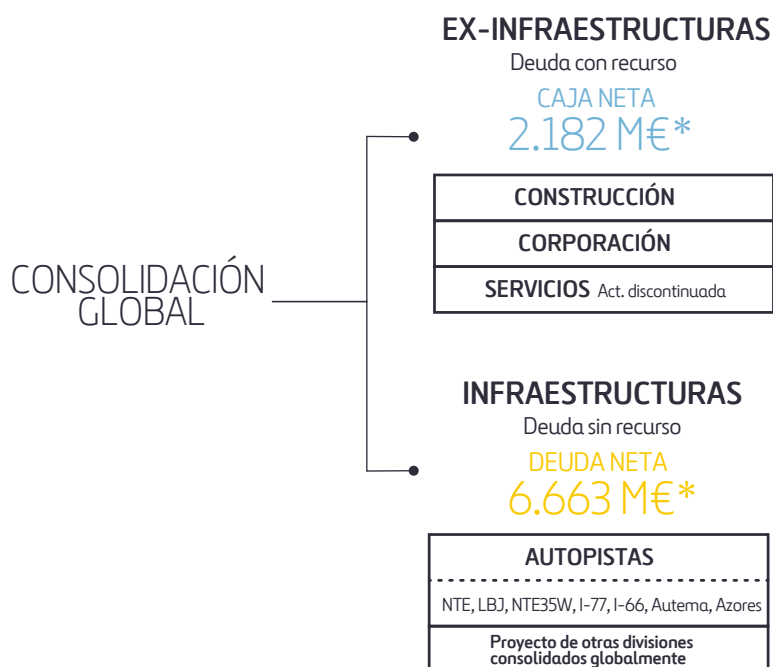 EX-INFRAESTRUCTURAS
Deuda con recurso
CAJA NETA
2.182 M€*
CONSTRUCCIÓN
CORPORACIÓN
SERVICIOS Act. discontinuada
CONSOLIDACIÓN
GLOBAL
INFRAESTRUCTURAS
Deuda sin recurso
DEUDA NETA
6.663 M€*
AUTOPISTAS
NTE, LBJ, NTE35W, I-77, I-66, Autema, Azores
Proyecto de otras divisiones
consolidados globalmente